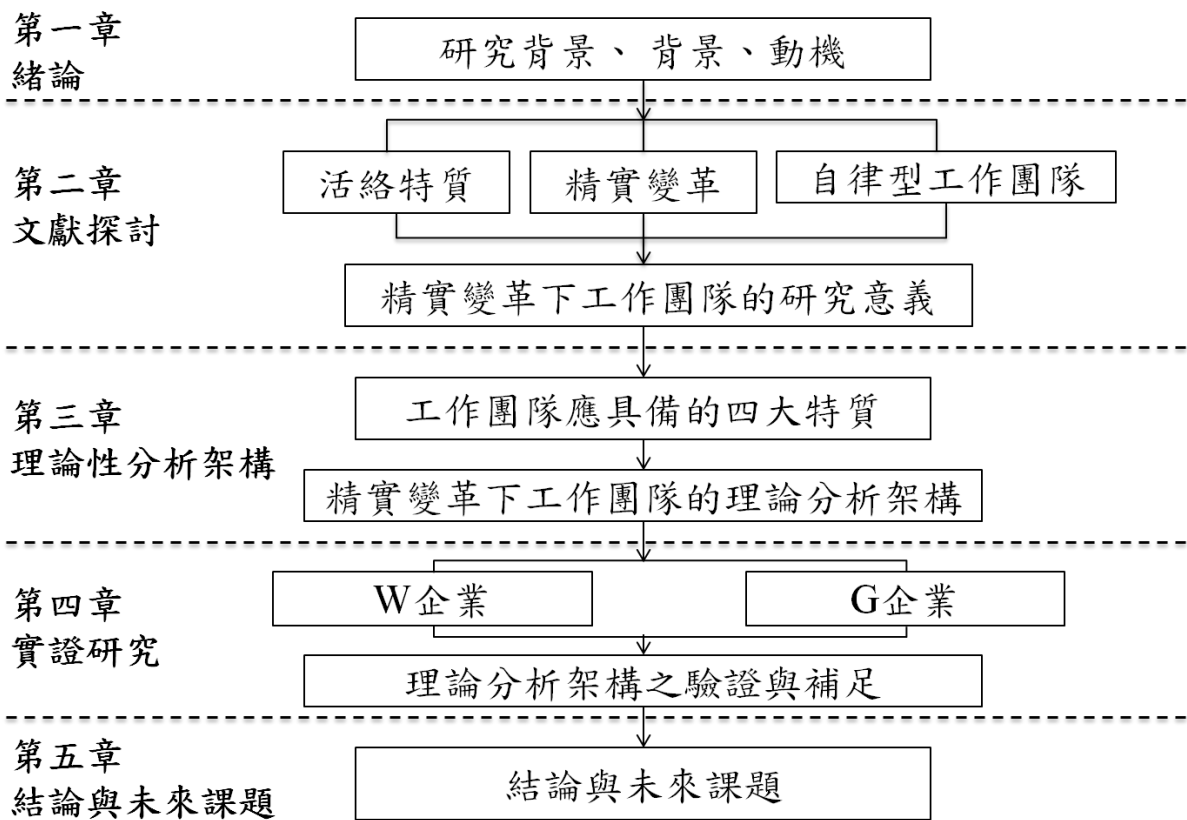 第一章
緒論
研究背景、背景、動機
第二章
文獻探討
活絡特質
精實變革
自律型工作團隊
精實變革下工作團隊的研究意義
第三章
理論性分析架構
工作團隊應具備的四大特質
精實變革下工作團隊的理論分析架構
第四章
實證研究
W企業
G企業
理論分析架構之驗證與補足
第五章
結論與未來課題
結論與未來課題